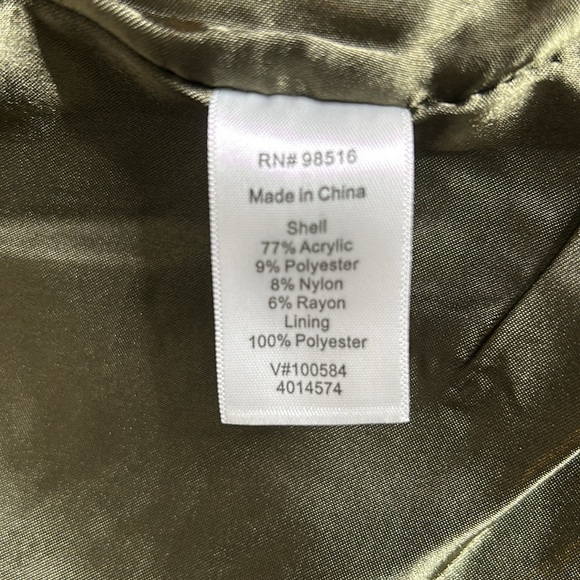 RN# 98516
Made in China
Shell
77% Acrylic
9% Polyester
8% Nylon
6% Rayon
Lining
100% Polyester
V#100584
4014574